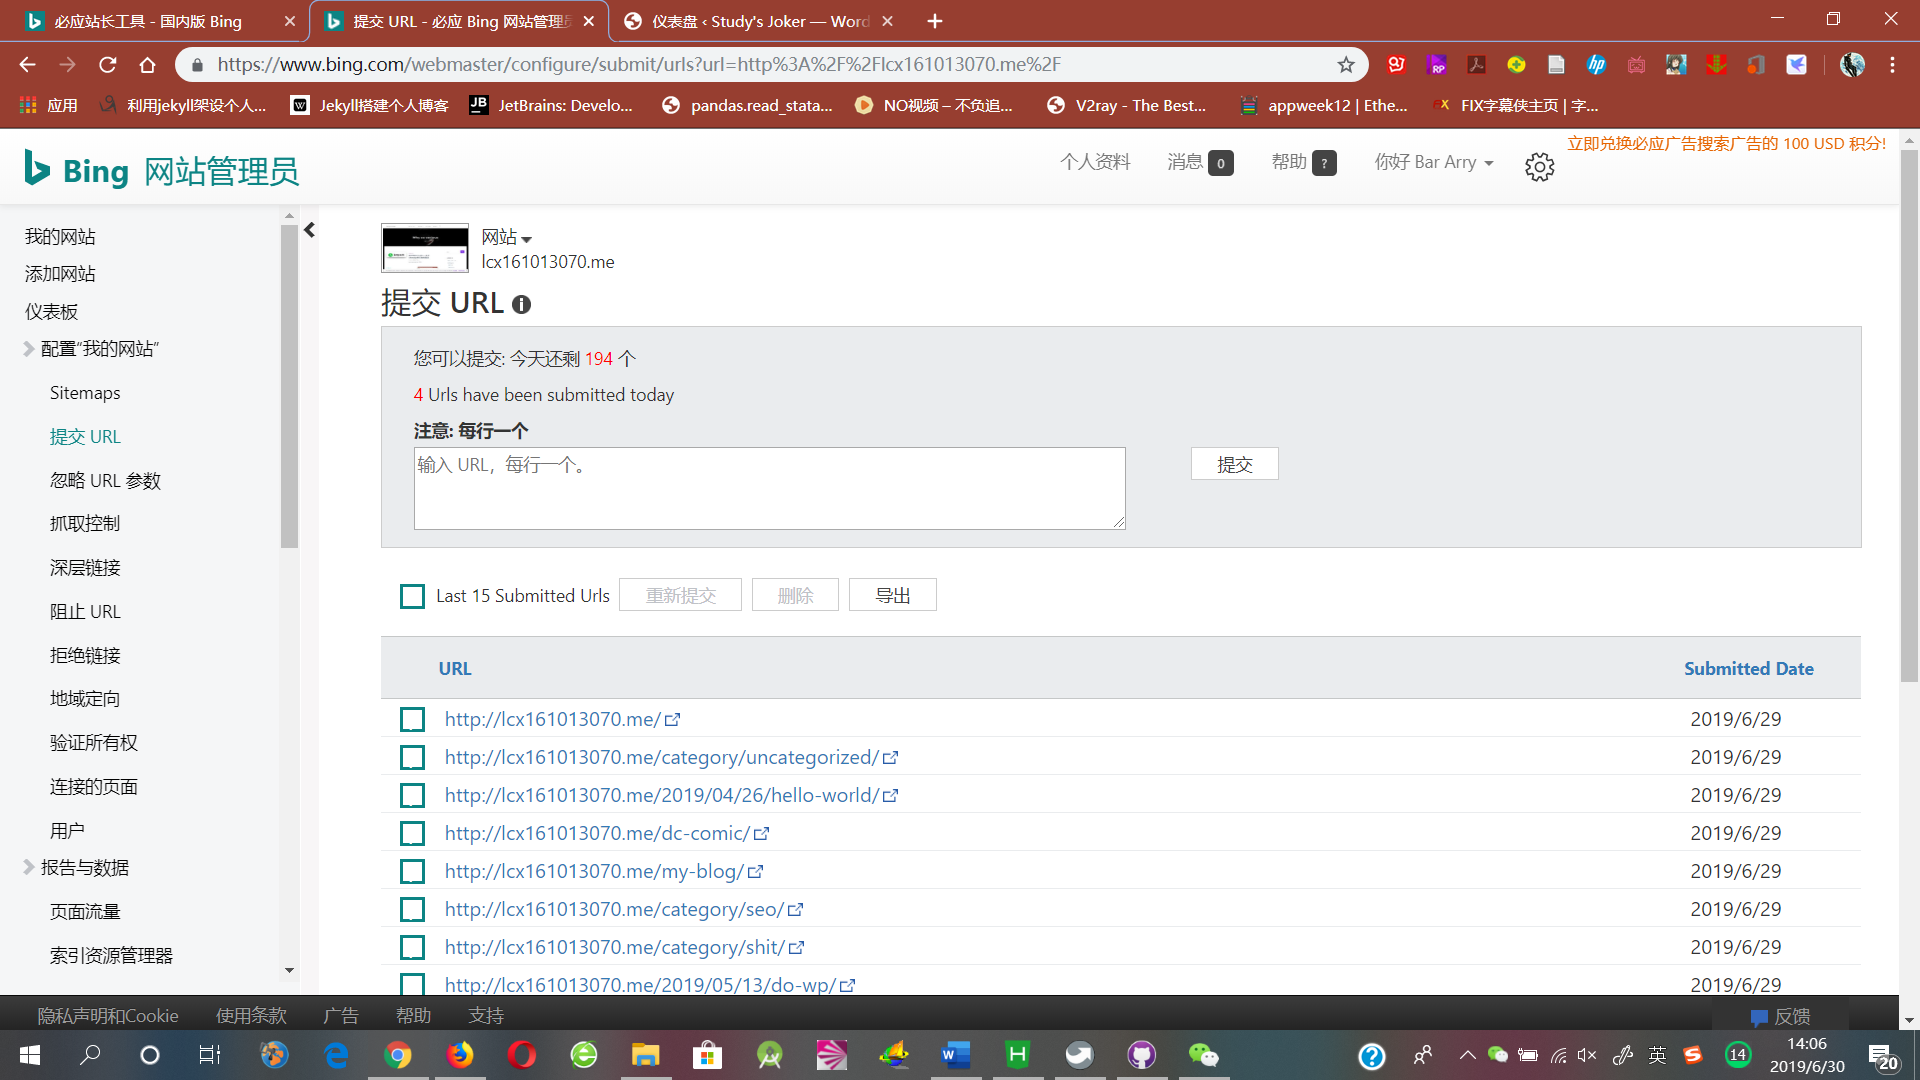 必应站长工具 - 国内版 Bing
提交 URL - 必应 Bing 网站管理员
仪表盘 ‹ Study's Joker — Word
https://www.bing.com/webmaster/configure/submit/urls?url=http%3A%2F%2Flcx161013070.me%2F
应用
利用jekyll架设个人...
Jekyll搭建个人博客
JetBrains: Develo...
pandas.read_stata...
NO视频 – 不负追...
V2ray - The Best...
appweek12 | Ethe...
FIX字幕侠主页 | 字...
Bing 网站管理员
个人资料
消息 0
帮助 ?
你好 Bar Arry
立即兑换必应广告搜索广告的 100 USD 积分!
我的网站
添加网站
仪表板
配置“我的网站”
Sitemaps
提交 URL
忽略 URL 参数
抓取控制
深层链接
阻止 URL
拒绝链接
地域定向
验证所有权
连接的页面
用户
报告与数据
页面流量
索引资源管理器
网站
lcx161013070.me
提交 URL
您可以提交: 今天还剩 194 个
4 Urls have been submitted today
注意: 每行一个
输入 URL，每行一个。
提交
Last 15 Submitted Urls
重新提交
删除
导出
URL Submitted Date
http://lcx161013070.me/ 2019/6/29
http://lcx161013070.me/category/uncategorized/ 2019/6/29
http://lcx161013070.me/2019/04/26/hello-world/ 2019/6/29
http://lcx161013070.me/dc-comic/ 2019/6/29
http://lcx161013070.me/my-blog/ 2019/6/29
http://lcx161013070.me/category/seo/ 2019/6/29
http://lcx161013070.me/category/shit/ 2019/6/29
http://lcx161013070.me/2019/05/13/do-wp/ 2019/6/29
隐私声明和Cookie
使用条款
广告
帮助
支持
反馈
英
14
14:06
2019/6/30
20